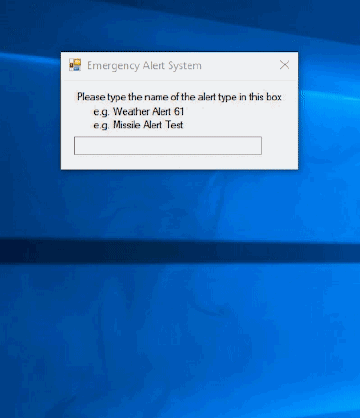 Emergency Alert System
Please type the name of the alert type in this box
e.g. Weather Alert 61
e.g. Missile Alert Test